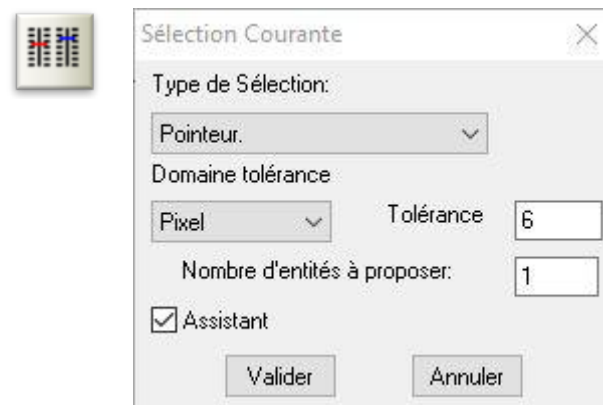 Sélection Courante
Type de Sélection:
Pointeur.
Domaine tolérance
Pixel Tolérance 6
Nombre d'entités à proposer: 1
Assistant
Valider Annuler